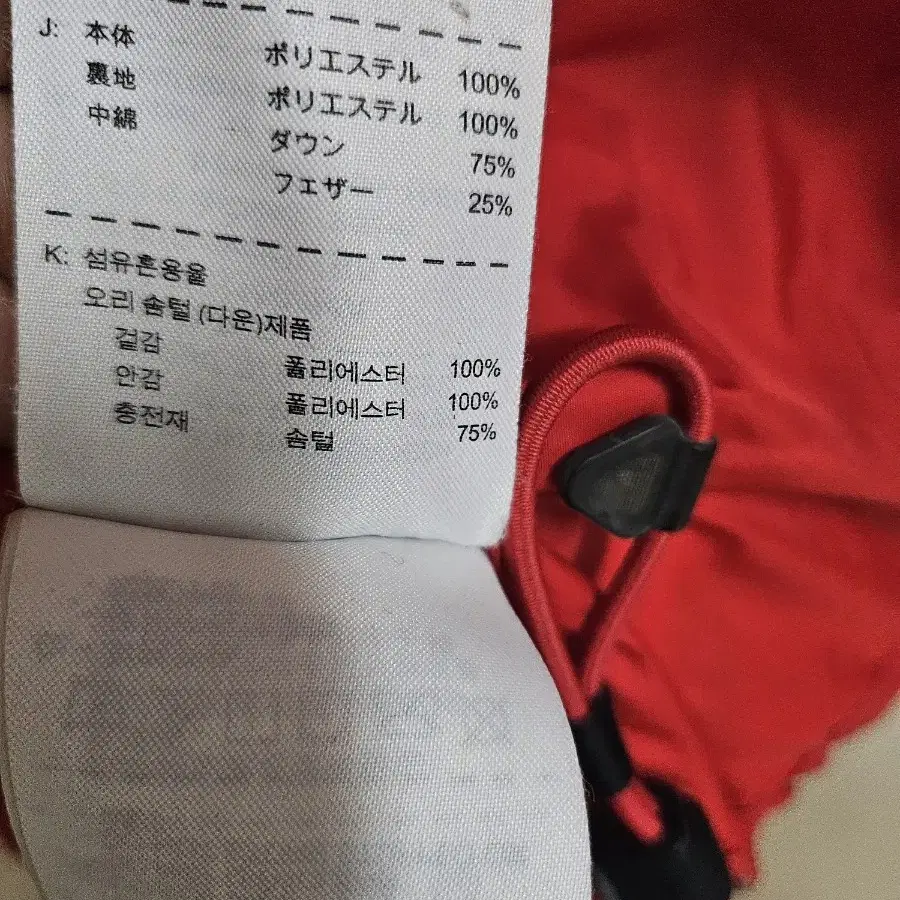 J: 本体 ポリエステル 100%
裏地 ポリエステル 100%
中綿 ダウン 75%
フェザー 25%
K: 섬유혼용율
오리 솜털 (다운)제품
겉감 폴리에스터 100%
안감 폴리에스터 100%
충전재 솜털 75%